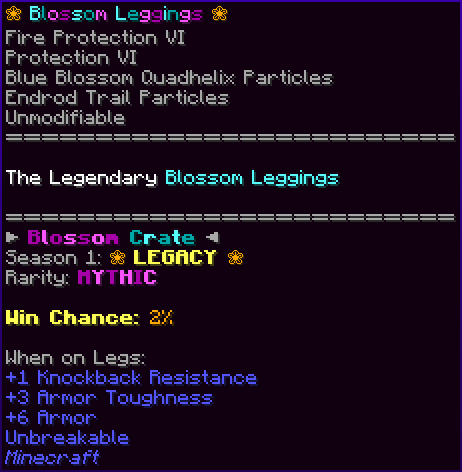 ❀ Blossom Leggings ❀
Fire Protection VI
Protection VI
Blue Blossom Quadhelix Particles
Endrod Trail Particles
Unmodifiable
============================
The Legendary Blossom Leggings
============================
► Blossom Crate ◄
Season 1: ❀ LEGACY ❀
Rarity: MYTHIC
Win Chance: 2%
When on Legs:
+1 Knockback Resistance
+3 Armor Toughness
+6 Armor
Unbreakable
Minecraft